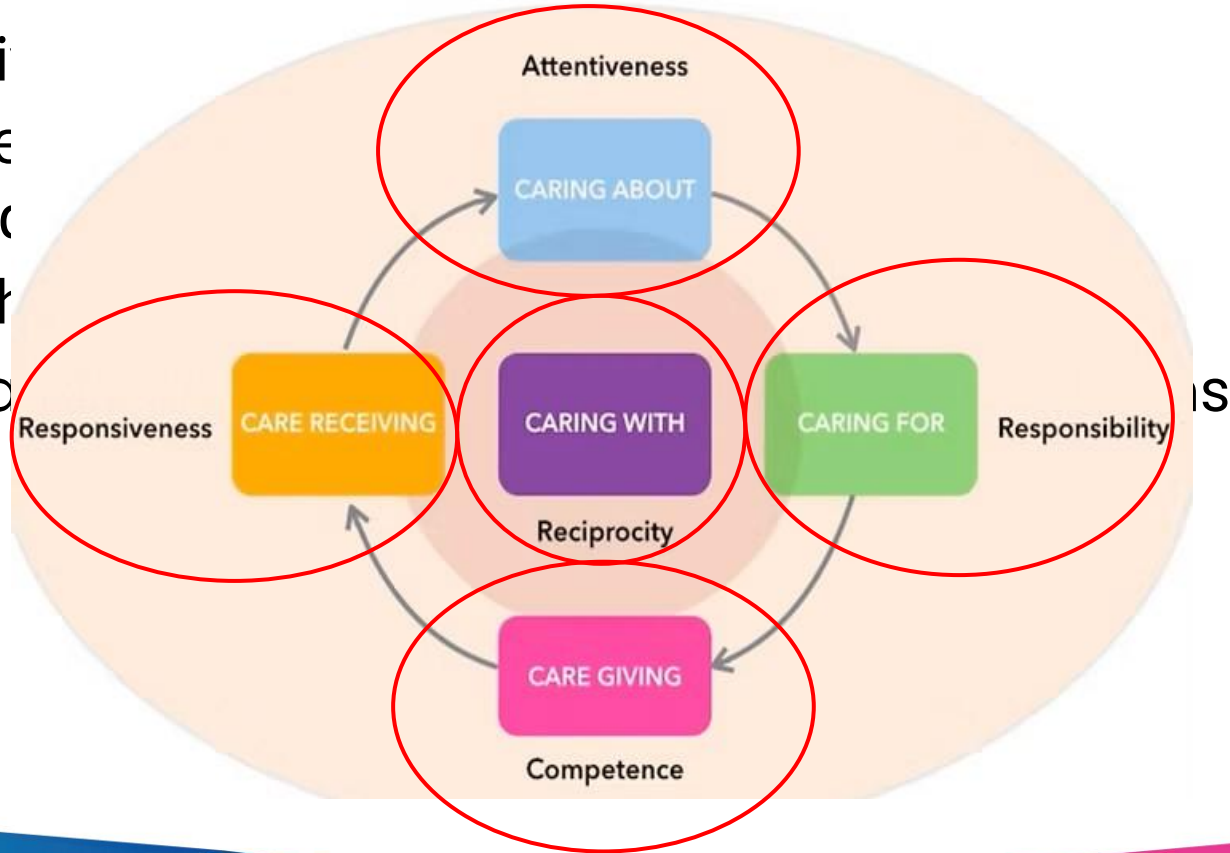 Attentiveness
CARING ABOUT
Responsiveness
CARE RECEIVING
CARING WITH
CARING FOR
Responsibility
Reciprocity
CARE GIVING
Competence